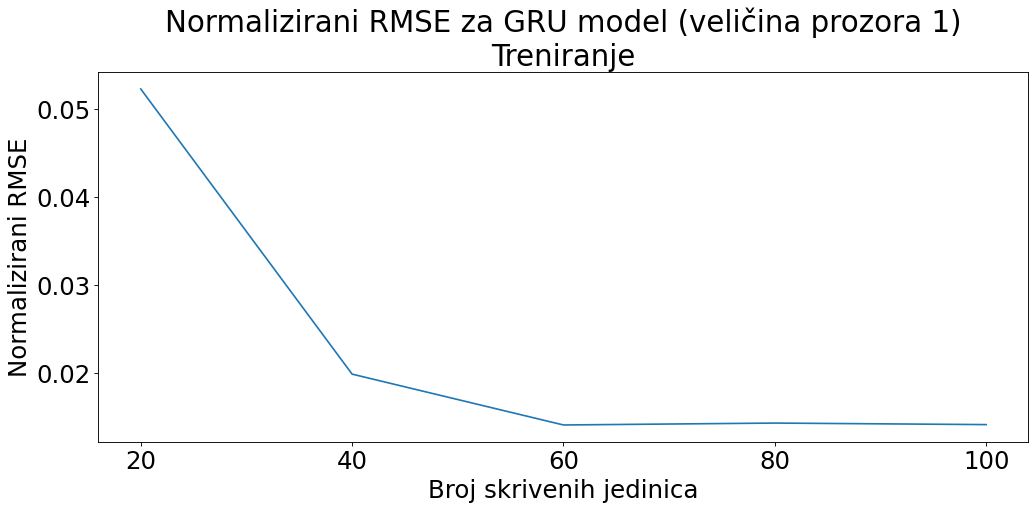 Normalizirani RMSE za GRU model (veličina prozora 1)
Treniranje
Normalizirani RMSE
0.05
0.04
0.03
0.02
20 40 60 80 100
Broj skrivenih jedinica